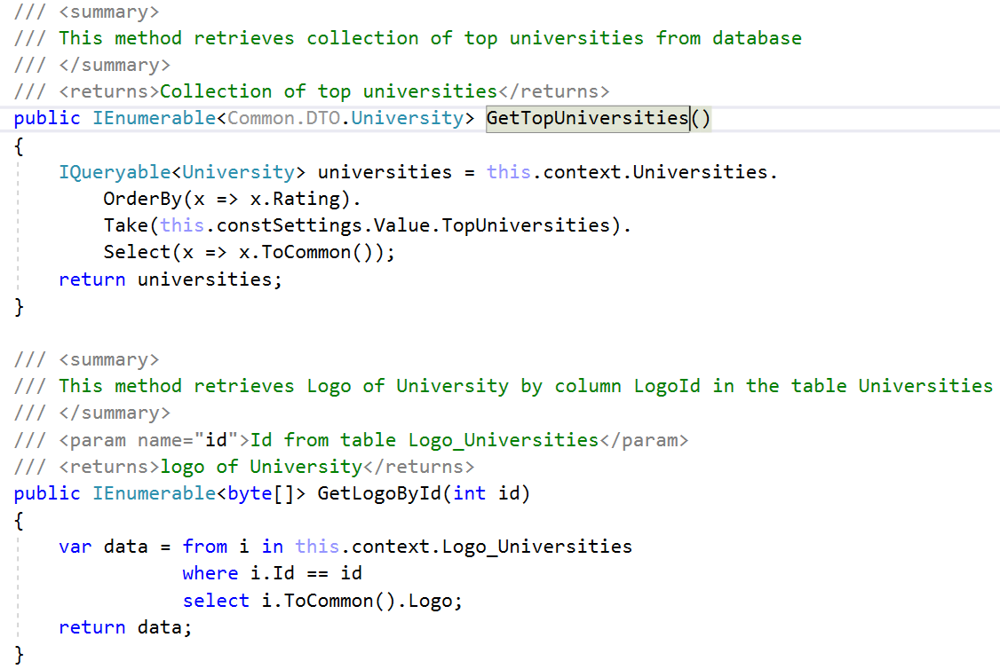 /// <summary>
/// This method retrieves collection of top universities from database
/// </summary>
/// <returns>Collection of top universities</returns>
public IEnumerable<Common.DTO.University> GetTopUniversities()
{
    IQueryable<University> universities = this.context.Universities.
        OrderBy(x => x.Rating).
        Take(this.constSettings.Value.TopUniversities).
        Select(x => x.ToCommon());
    return universities;
}

/// <summary>
/// This method retrieves Logo of University by column LogoId in the table Universities
/// </summary>
/// <param name="id">Id from table Logo_Universities</param>
/// <returns>logo of University</returns>
public IEnumerable<byte[]> GetLogoById(int id)
{
    var data = from i in this.context.Logo_Universities
               where i.Id == id
               select i.ToCommon().Logo;
    return data;
}